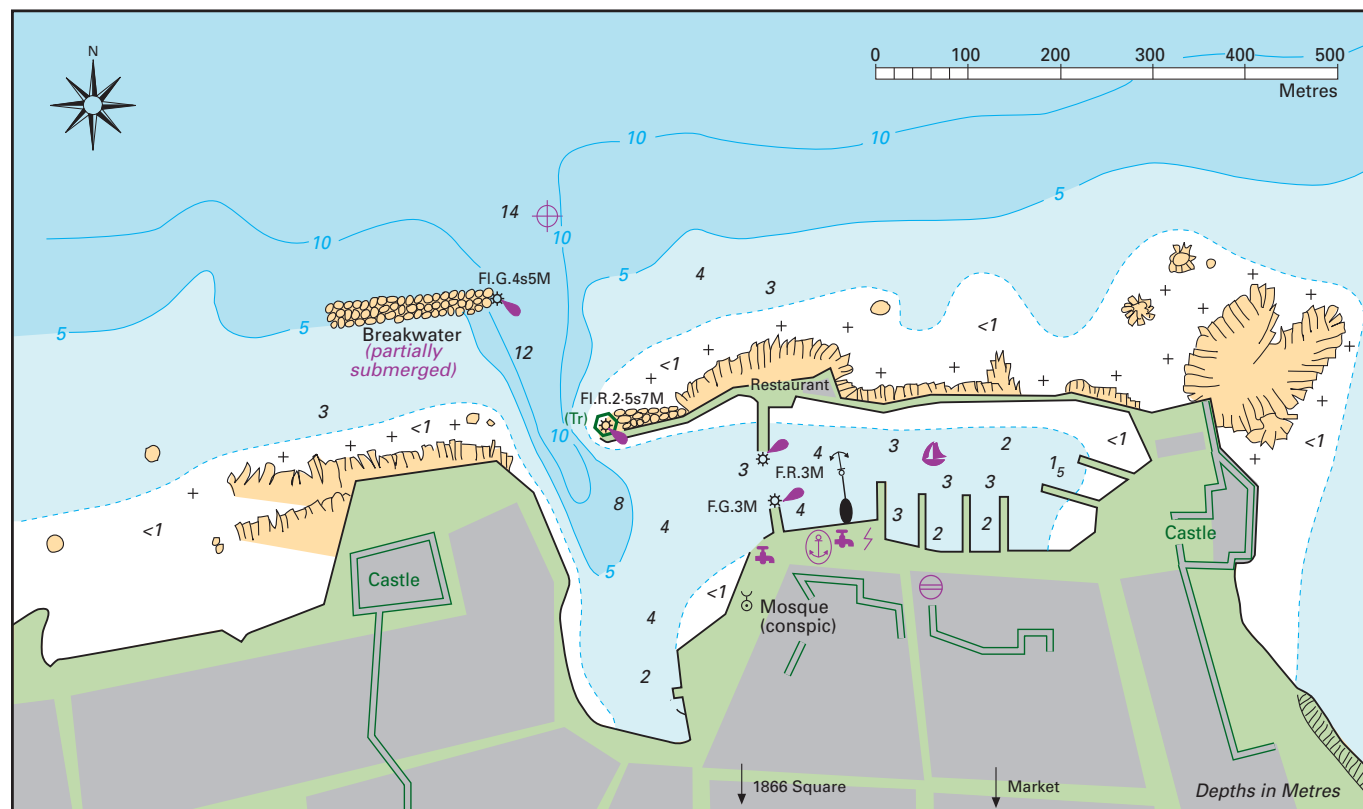 N
0 100 200 300 400 500
Metres
10
10
5
14
10
10
5
4
3
Fl.G.4s5M
5
Breakwater
(partially
submerged)
12
<1
<1
Restaurant
Fl.R.2·5s7M
(Tr)
3
<1
10
3
4
F.R.3M
3
2
<1
<1
1₅
8
F.G.3M
4
3
3
3
2
2
4
<1
5
Castle
Castle
<1
Mosque
(conspic)
4
2
1866 Square
Market
Depths in Metres